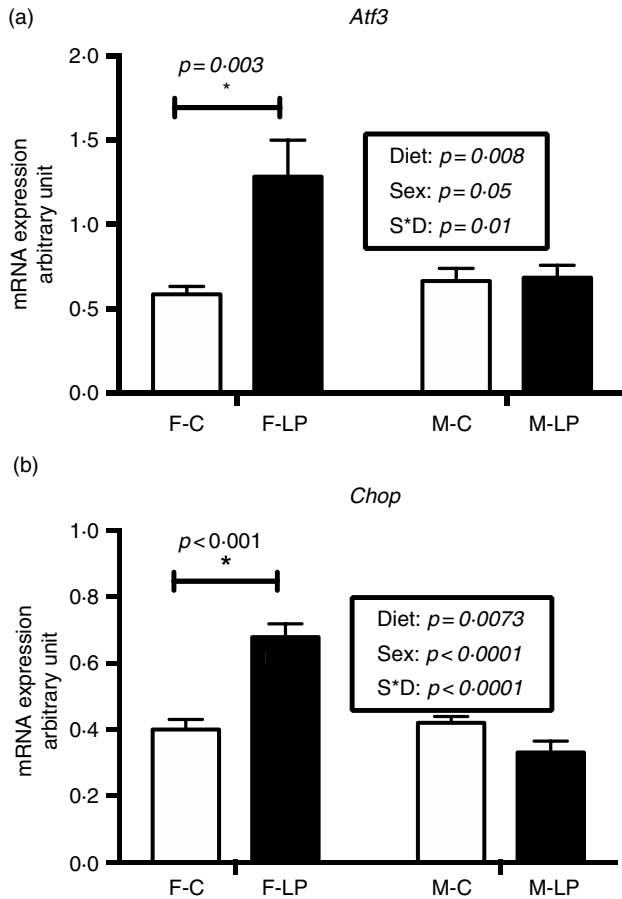 (a)
Atf3
2·0
1·5
1·0
0·5
0·0
mRNA expression
arbitrary unit
p=0·003
*
Diet: p=0·008
Sex: p=0·05
S*D: p=0·01
F-C F-LP M-C M-LP
(b)
Chop
1·0
0·8
0·6
0·4
0·2
0·0
mRNA expression
arbitrary unit
p<0·001
*
Diet: p=0·0073
Sex: p<0·0001
S*D: p<0·0001
F-C F-LP M-C M-LP